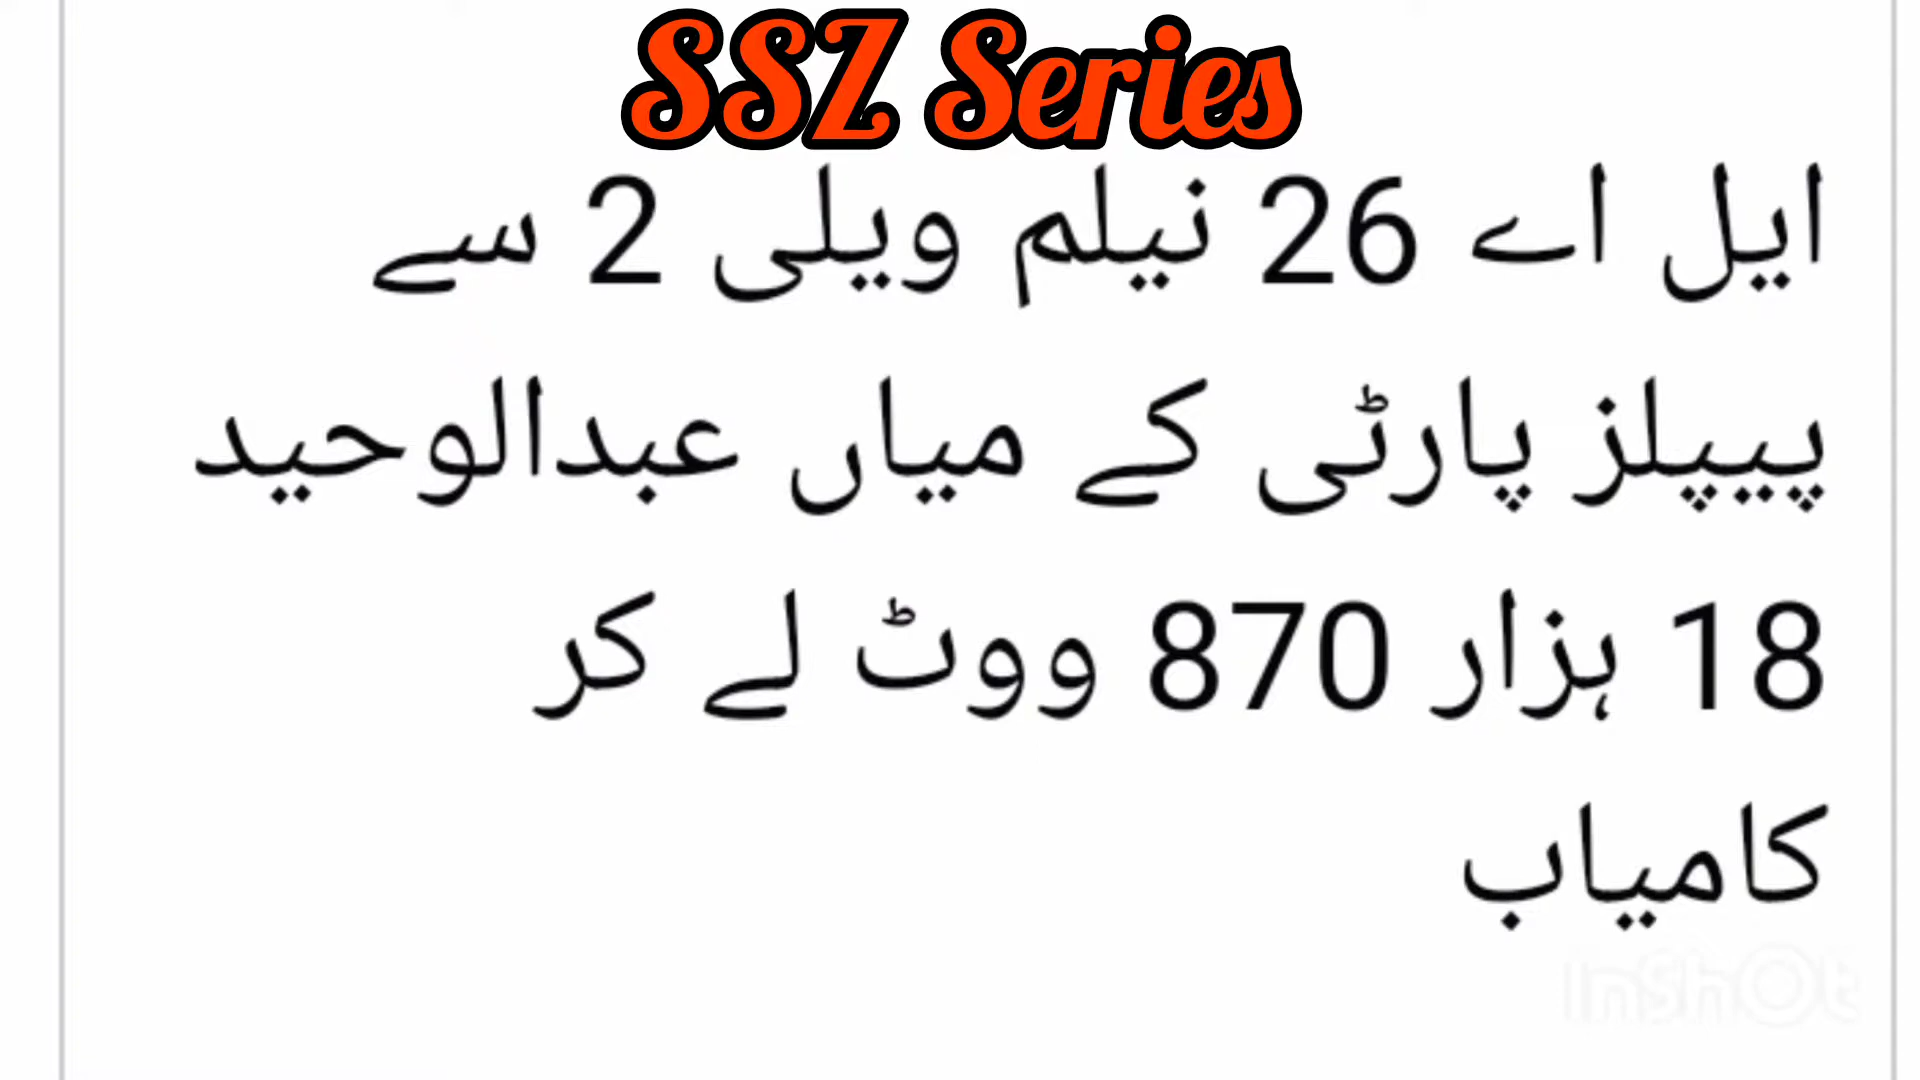 SSZ Series
ایل اے 26 نیلم ویلی 2 سے
پیپلز پارٹی کے میاں عبدالوحید
18 ہزار 870 ووٹ لے کر
کامیاب
InShOt